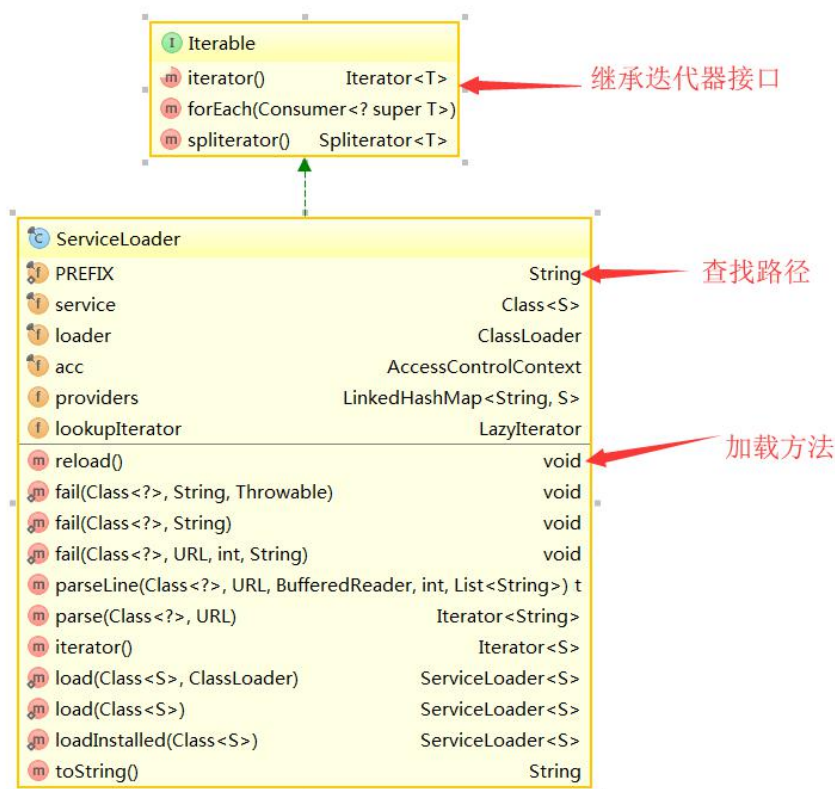 Iterable
iterator() Iterator<T>
继承迭代器接口
forEach(Consumer<? super T>)
spliterator() Spliterator<T>
ServiceLoader
PREFIX String
查找路径
service Class<S>
loader ClassLoader
acc AccessControlContext
providers LinkedHashMap<String, S>
lookupIterator LazyIterator
加载方法
reload() void
fail(Class<?>, String, Throwable) void
fail(Class<?>, String) void
fail(Class<?>, URL, int, String) void
parseLine(Class<?>, URL, BufferedReader, int, List<String>) t
parse(Class<?>, URL) Iterator<String>
iterator() Iterator<S>
load(Class<S>, ClassLoader) ServiceLoader<S>
load(Class<S>) ServiceLoader<S>
loadInstalled(Class<S>) ServiceLoader<S>
toString() String